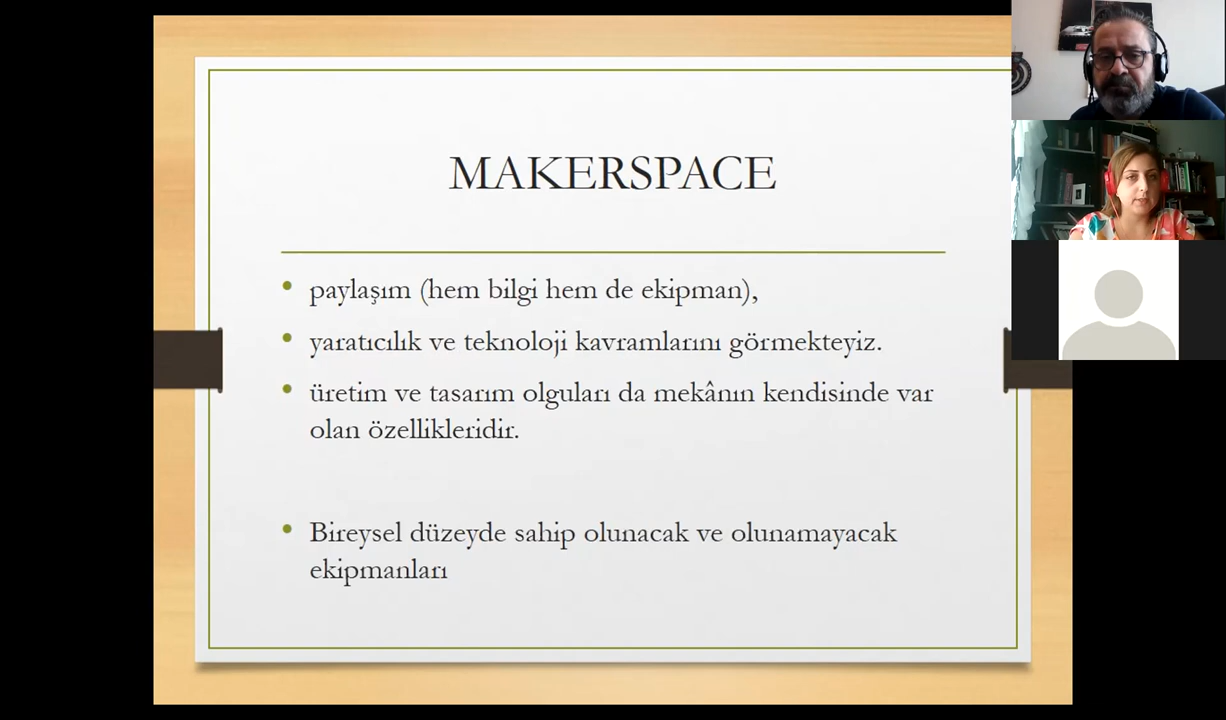 MAKERSPACE
• paylaşım (hem bilgi hem de ekipman),
• yaratıcılık ve teknoloji kavramlarını görmekteyiz.
• üretim ve tasarım olguları da mekânın kendisinde var
olan özellikleridir.
• Bireysel düzeyde sahip olunacak ve olunamayacak
ekipmanları